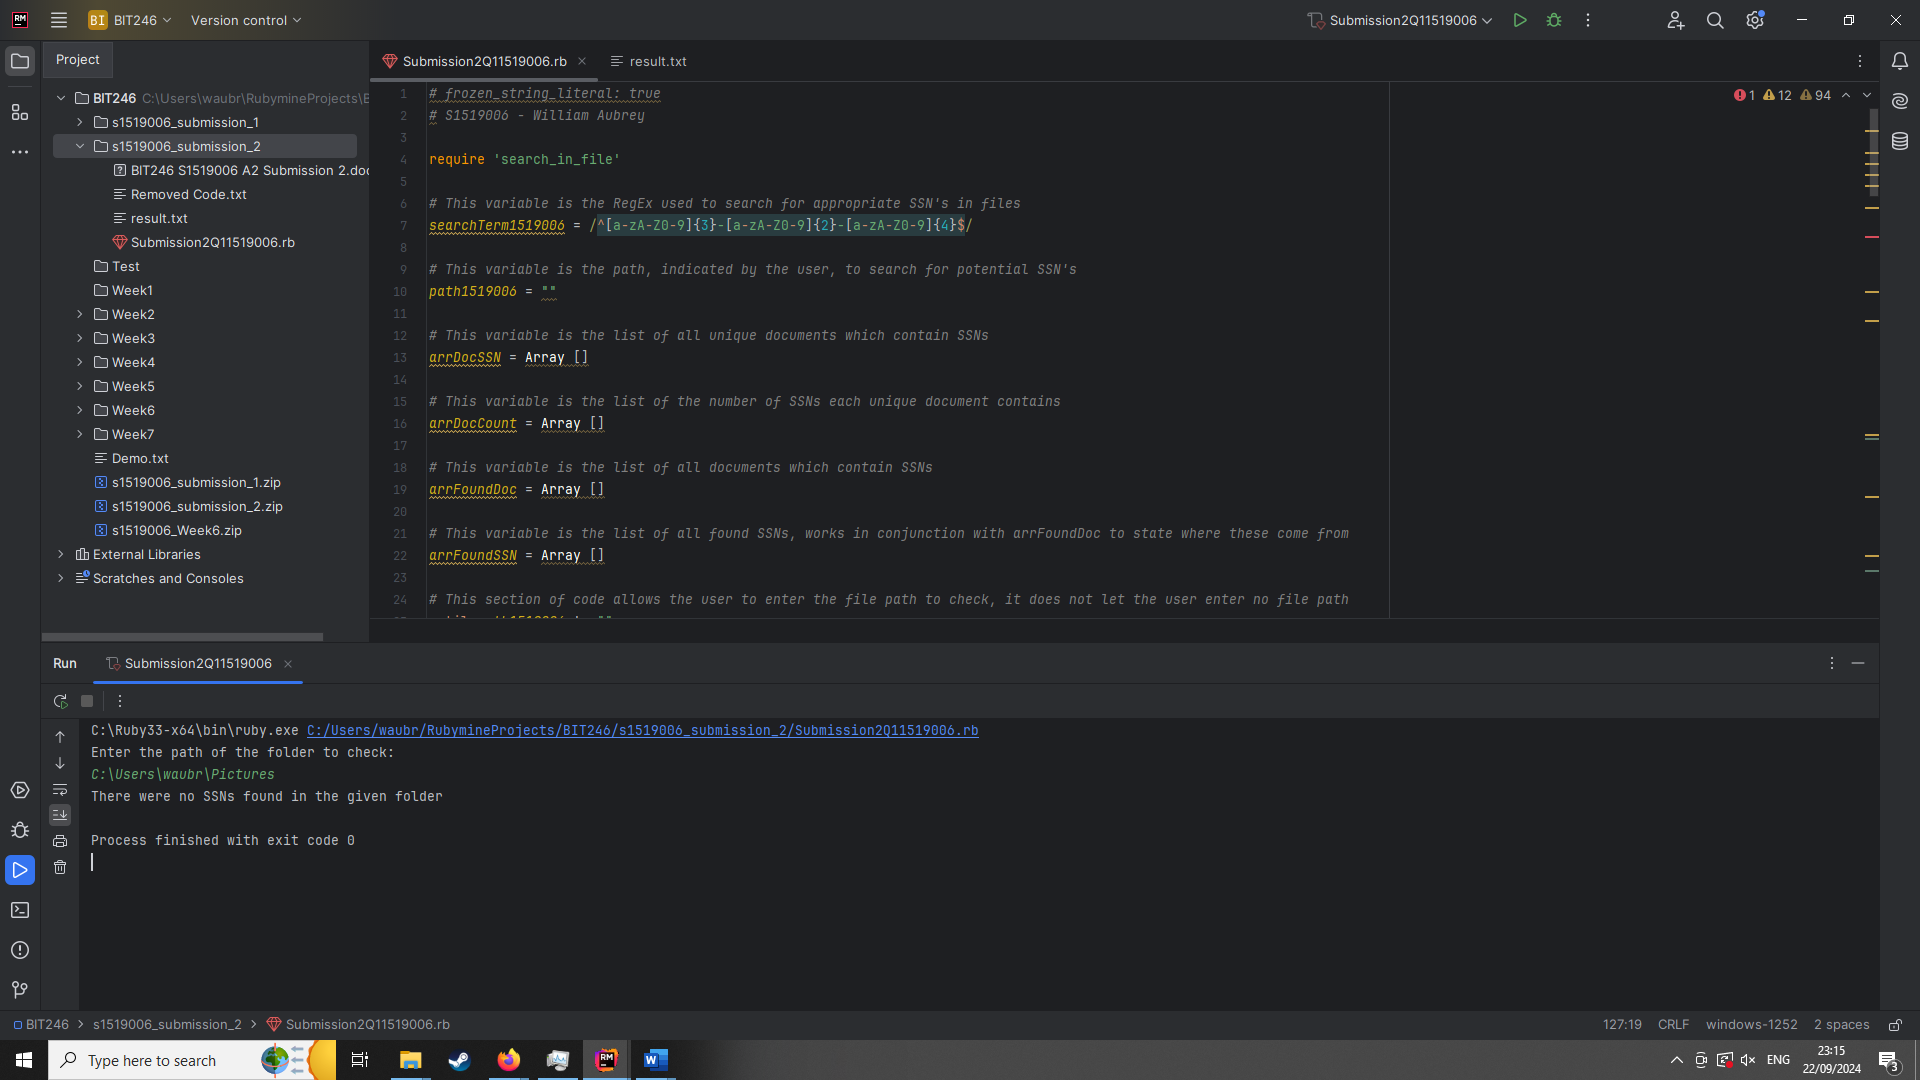 RM
BI BIT246 Version control Submission2Q11519006
Project
Submission2Q11519006.rb result.txt
BIT246 C:\Users\waubr\RubymineProjects\B
s1519006_submission_1
s1519006_submission_2
BIT246 S1519006 A2 Submission 2.doc
Removed Code.txt
result.txt
Submission2Q11519006.rb
Test
Week1
Week2
Week3
Week4
Week5
Week6
Week7
Demo.txt
s1519006_submission_1.zip
s1519006_submission_2.zip
s1519006_Week6.zip
External Libraries
Scratches and Consoles
1 12 94
1 # frozen_string_literal: true
2 # S1519006 - William Aubrey
3
4 require 'search_in_file'
5
6 # This variable is the RegEx used to search for appropriate SSN's in files
7 searchTerm1519006 = /^[a-zA-Z0-9]{3}-[a-zA-Z0-9]{2}-[a-zA-Z0-9]{4}$/
8
9 # This variable is the path, indicated by the user, to search for potential SSN's
10 path1519006 = ""
11
12 # This variable is the list of all unique documents which contain SSNs
13 arrDocSSN = Array []
14
15 # This variable is the list of the number of SSNs each unique document contains
16 arrDocCount = Array []
17
18 # This variable is the list of all documents which contain SSNs
19 arrFoundDoc = Array []
20
21 # This variable is the list of all found SSNs, works in conjunction with arrFoundDoc to state where these come from
22 arrFoundSSN = Array []
23
24 # This section of code allows the user to enter the file path to check, it does not let the user enter no file path
Run Submission2Q11519006
C:\Ruby33-x64\bin\ruby.exe C:/Users/waubr/RubymineProjects/BIT246/s1519006_submission_2/Submission2Q11519006.rb
Enter the path of the folder to check:
C:\Users\waubr\Pictures
There were no SSNs found in the given folder
Process finished with exit code 0
BIT246 s1519006_submission_2 Submission2Q11519006.rb 127:19 CRLF windows-1252 2 spaces
Type here to search
RM
W
ENG
23:15
22/09/2024
3